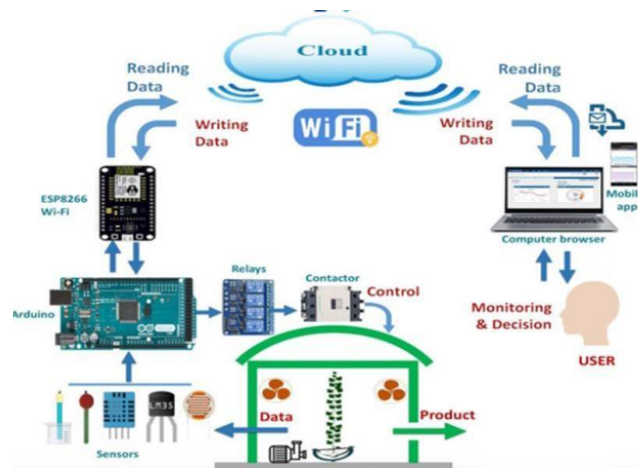 Cloud
Reading
Data
Writing
Data
WiFi
Writing
Data
Reading
Data
ESP8266
Wi-Fi
Mobil
app
Computer browser
Relays
Contactor
Control
Arduino
Monitoring
& Decision
USER
LM35
Data
Product
Sensors